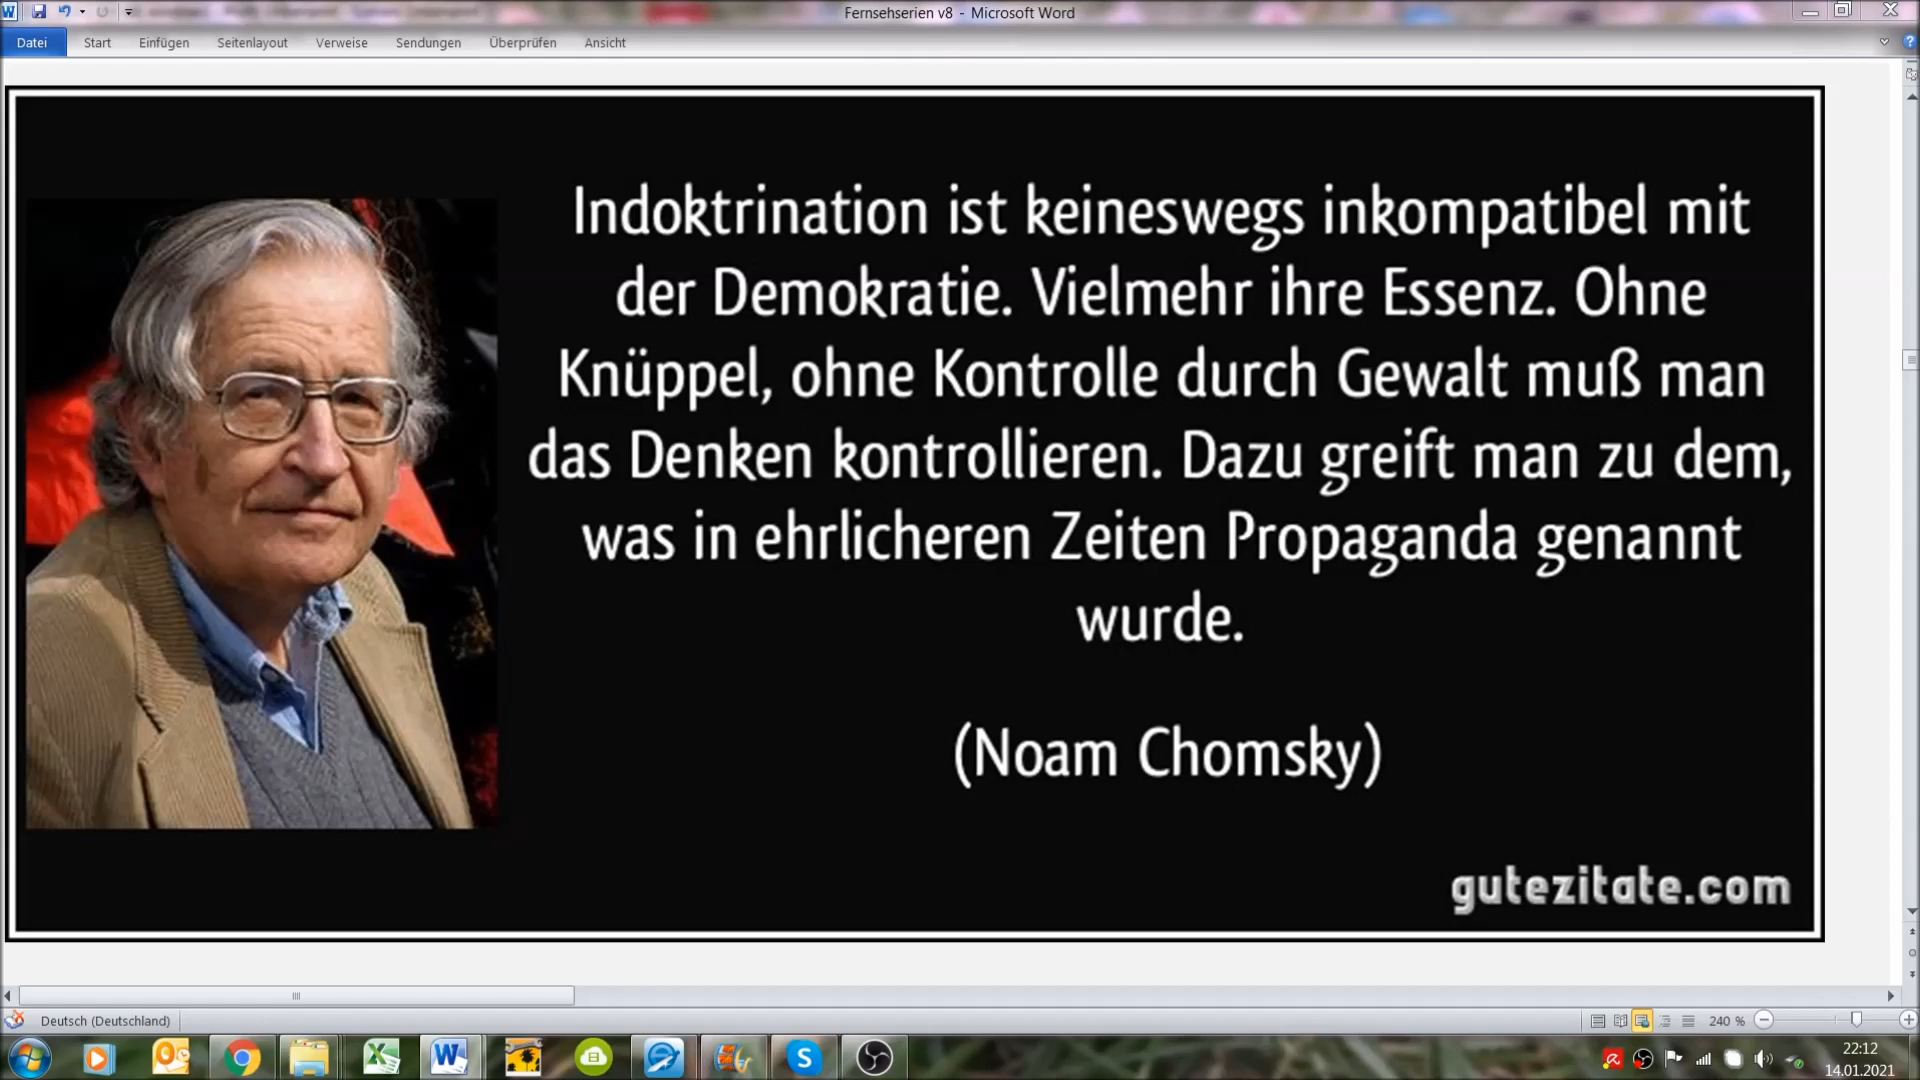 Fernsehserien v8 - Microsoft Word
Datei Start Einfügen Seitenlayout Verweise Sendungen Überprüfen Ansicht
Indoktrination ist keineswegs inkompatibel mit
der Demokratie. Vielmehr ihre Essenz. Ohne
Knüppel, ohne Kontrolle durch Gewalt muß man
das Denken kontrollieren. Dazu greift man zu dem,
was in ehrlicheren Zeiten Propaganda genannt
wurde.
(Noam Chomsky)
gutezitate.com
Deutsch (Deutschland)
240 %
22:12
14.01.2021